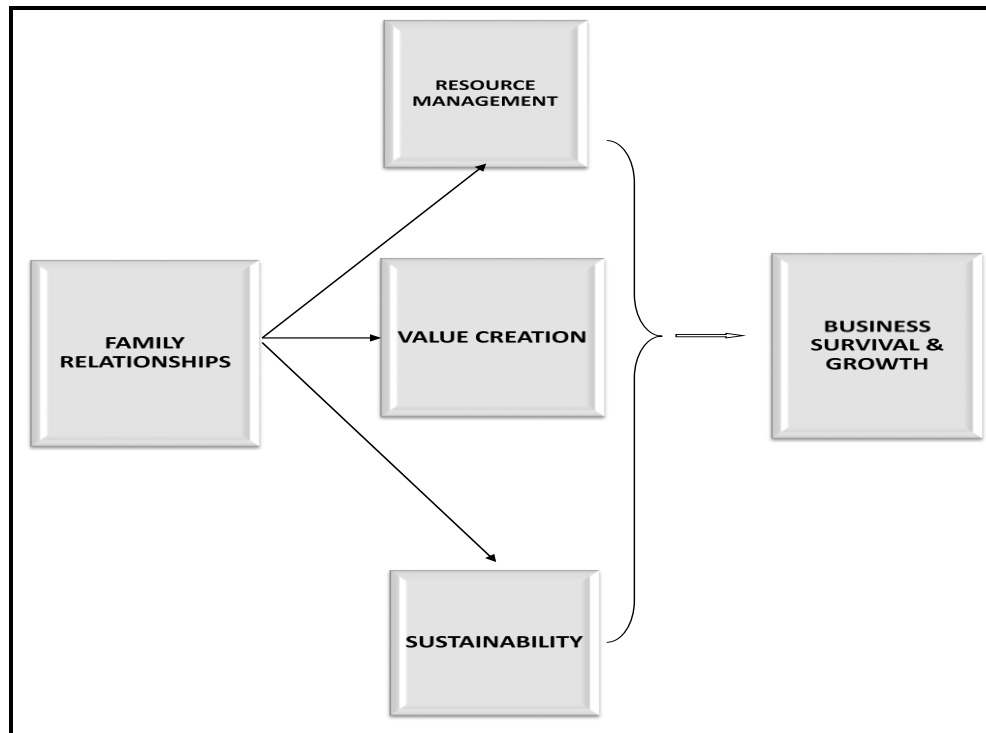 RESOURCE
MANAGEMENT
FAMILY
RELATIONSHIPS
VALUE CREATION
BUSINESS
SURVIVAL &
GROWTH
SUSTAINABILITY